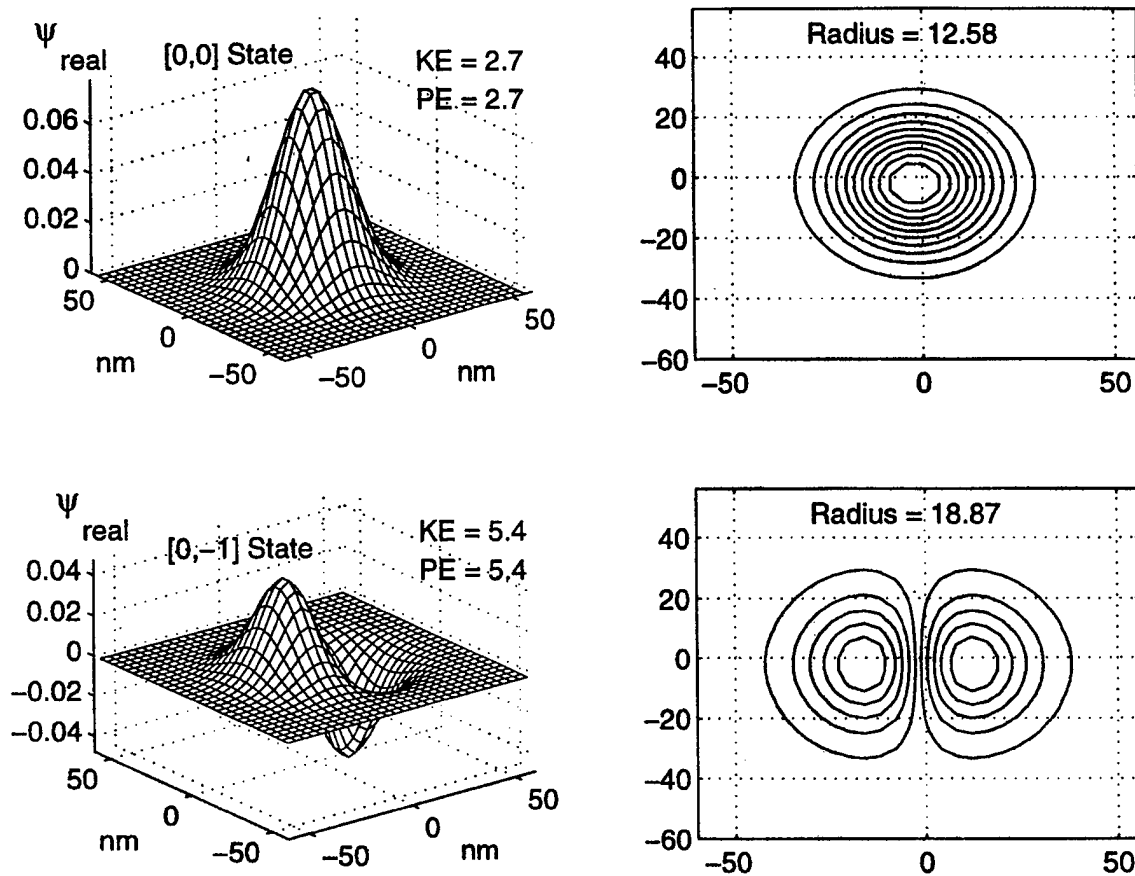 ψ real
[0,0] State
KE = 2.7
PE = 2.7
0.06
0.04
0.02
0
50
0
−50
nm
−50
0
50
nm
Radius = 12.58
40
20
0
−20
−40
−60
−50
0
50
ψ real
[0,−1] State
KE = 5.4
PE = 5,4
0.04
0.02
0
−0.02
−0.04
50
0
−50
nm
−50
0
50
nm
Radius = 18.87
40
20
0
−20
−40
−60
−50
0
50